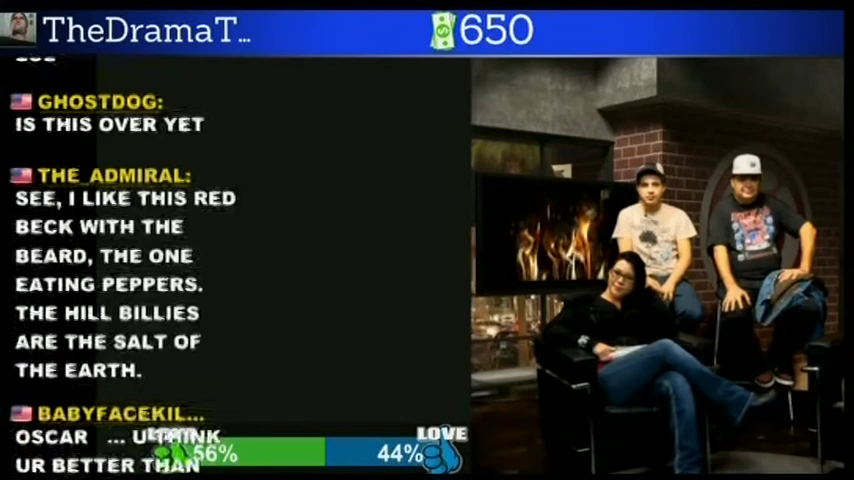 TheDramaT...
650
GHOSTDOG:
IS THIS OVER YET
THE_ADMIRAL:
SEE, I LIKE THIS RED
BECK WITH THE
BEARD, THE ONE
EATING PEPPERS.
THE HILL BILLIES
ARE THE SALT OF
THE EARTH.
BABYFACEKIL...
OSCAR ... U THINK
UR BETTER THAN
56%
44%
LOVE